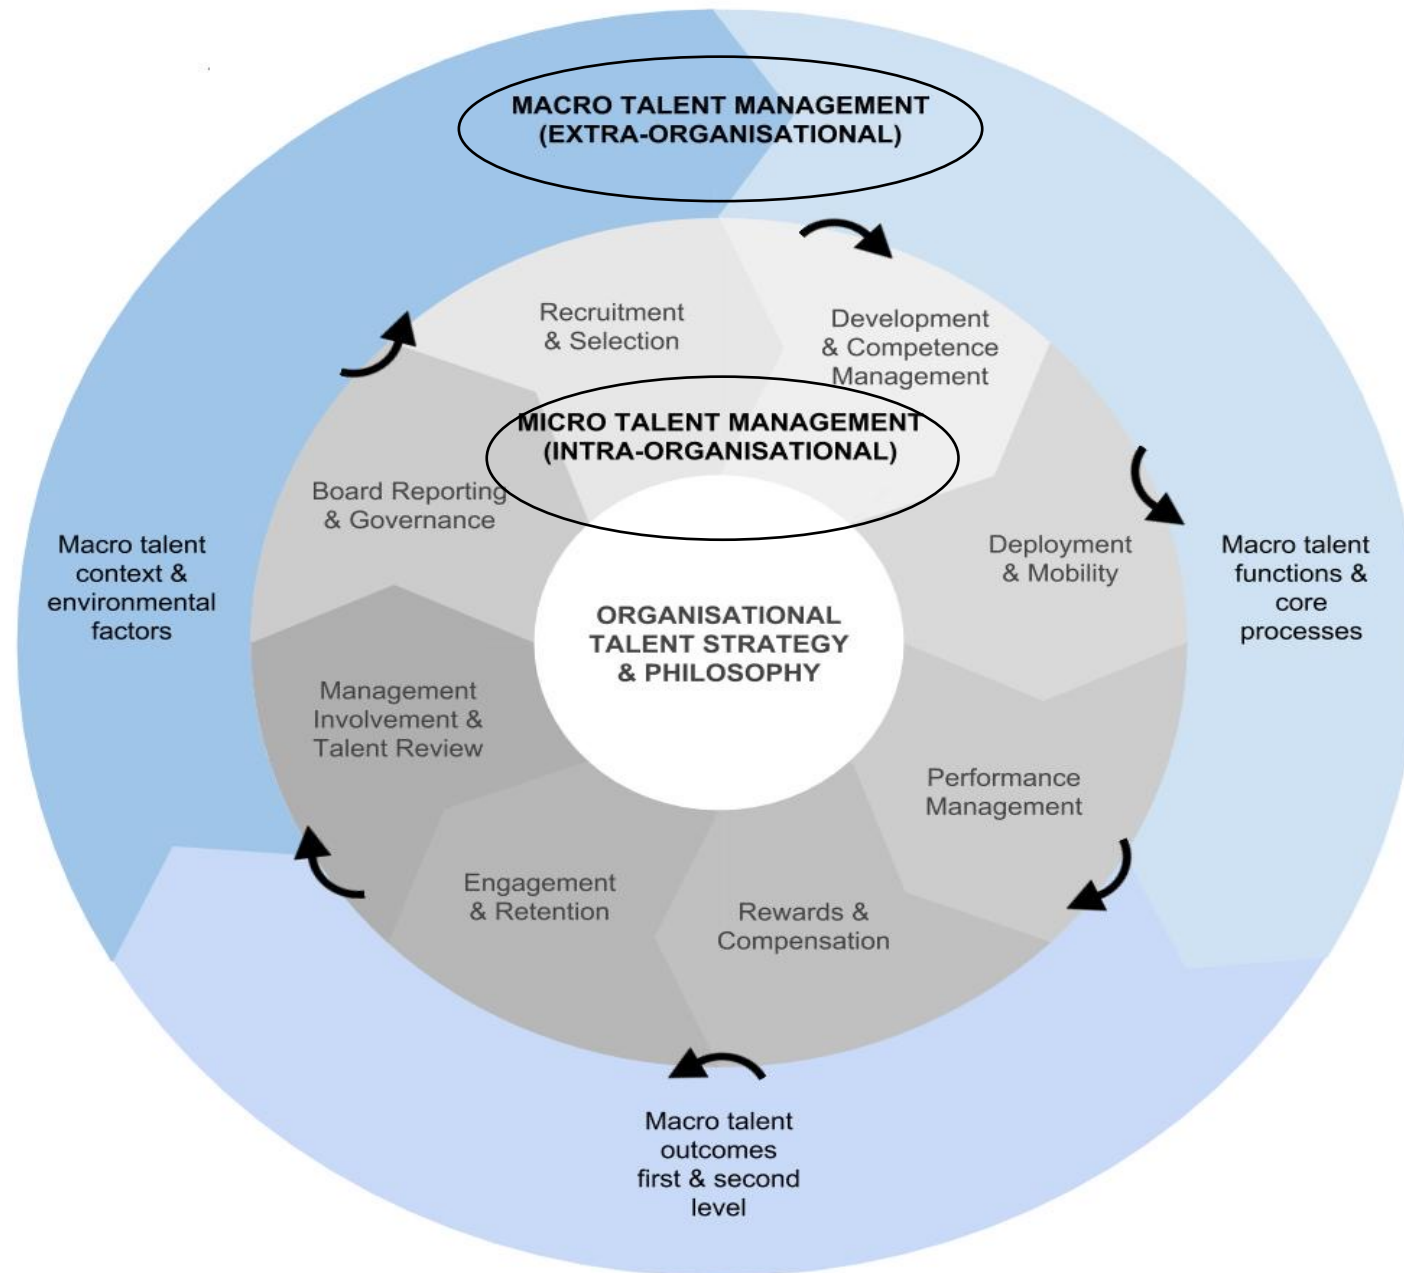 MACRO TALENT MANAGEMENT
(EXTRA-ORGANISATIONAL)
Recruitment
& Selection
Development
& Competence
Management
MICRO TALENT MANAGEMENT
(INTRA-ORGANISATIONAL)
Board Reporting
& Governance
Deployment
& Mobility
Macro talent
context &
environmental
factors
Macro talent
functions &
core
processes
ORGANISATIONAL
TALENT STRATEGY
& PHILOSOPHY
Management
Involvement &
Talent Review
Performance
Management
Engagement
& Retention
Rewards &
Compensation
Macro talent
outcomes
first & second
level